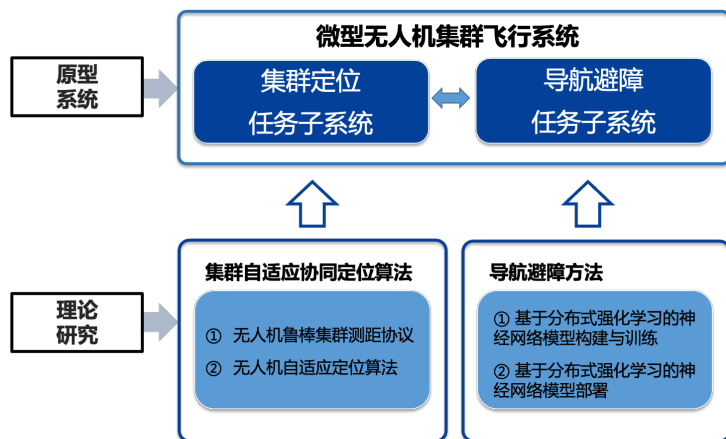 微型无人机集群飞行系统
原型
系统
集群定位
任务子系统
导航避障
任务子系统
理论
研究
集群自适应协同定位算法
① 无人机鲁棒集群测距协议
② 无人机自适应定位算法
导航避障方法
① 基于分布式强化学习的神
经网络模型构建与训练
② 基于分布式强化学习的神
经网络模型部署